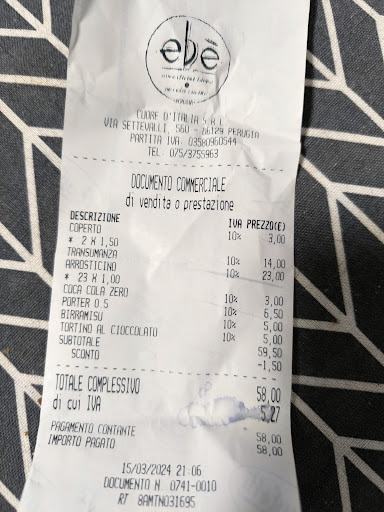 ebè
CUORE D'ITALIA S.R.L.
VIA SETTEVALLI, 560 - 06129 PERUGIA
PARTITA IVA: 03580960544
TEL: 075/3755963
DOCUMENTO COMMERCIALE
di vendita o prestazione
DESCRIZIONE IVA PREZZO(€)
COPERTO 10% 3,00
* 2 X 1,50
TRANSUMANZA 10% 14,00
ARROSTICINO 10% 23,00
* 23 X 1,00
COCA COLA ZERO 10% 3,00
PORTER 0.5 10% 6,50
BIRRAMISU 10% 5,00
TORTINO AL CIOCCOLATO 10% 5,00
SUBTOTALE 59,50
SCONTO -1,50
TOTALE COMPLESSIVO 58,00
di cui IVA 5,27
PAGAMENTO CONTANTE 58,00
IMPORTO PAGATO 58,00
15/03/2024 21:06
DOCUMENTO N. 0741-0010
RT 8AMTN031695